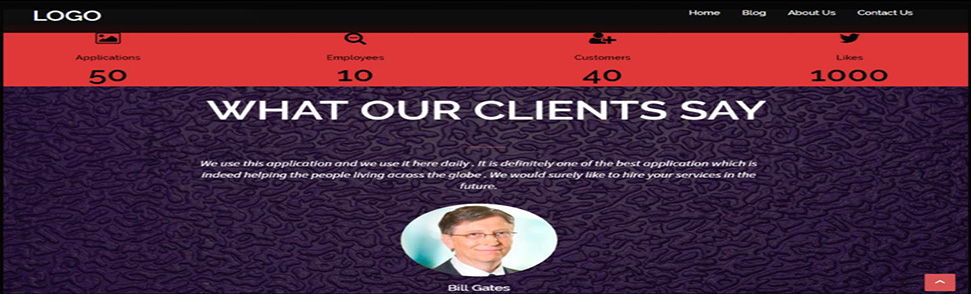 LOGO
Home Blog About Us Contact Us
Applications Employees Customers Likes
50 10 40 1000
WHAT OUR CLIENTS SAY
We use this application and we use it here daily . It is definitely one of the best application which is
indeed helping the people living across the globe . We would surely like to hire your services in the
future.
Bill Gates